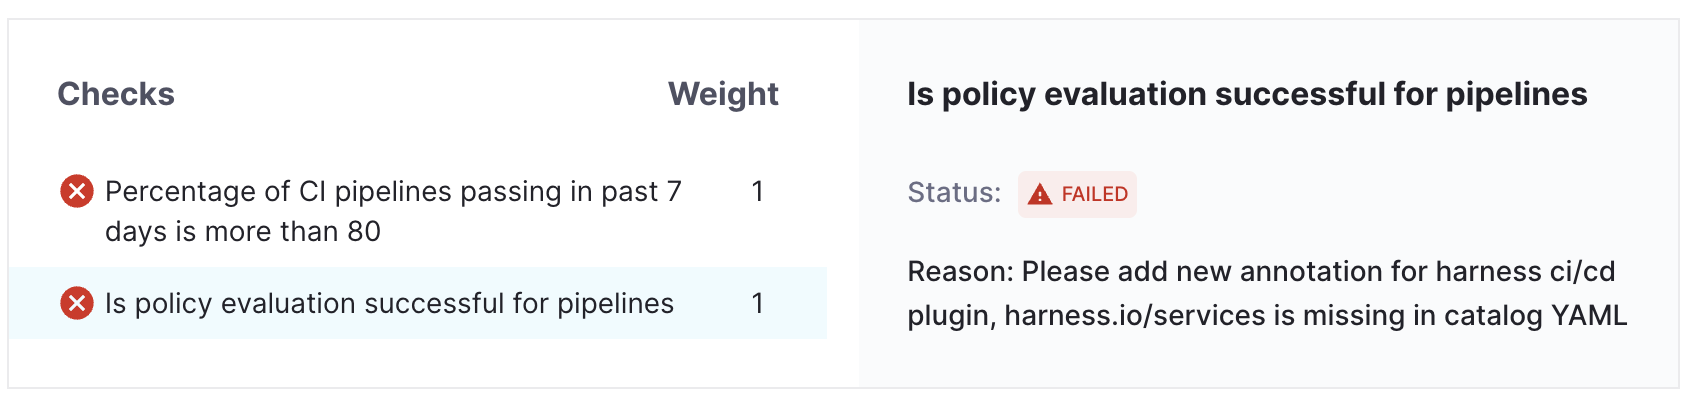 Checks Weight
Percentage of CI pipelines passing in past 7 1
days is more than 80
Is policy evaluation successful for pipelines 1
Is policy evaluation successful for pipelines
Status: FAILED
Reason: Please add new annotation for harness ci/cd
plugin, harness.io/services is missing in catalog YAML